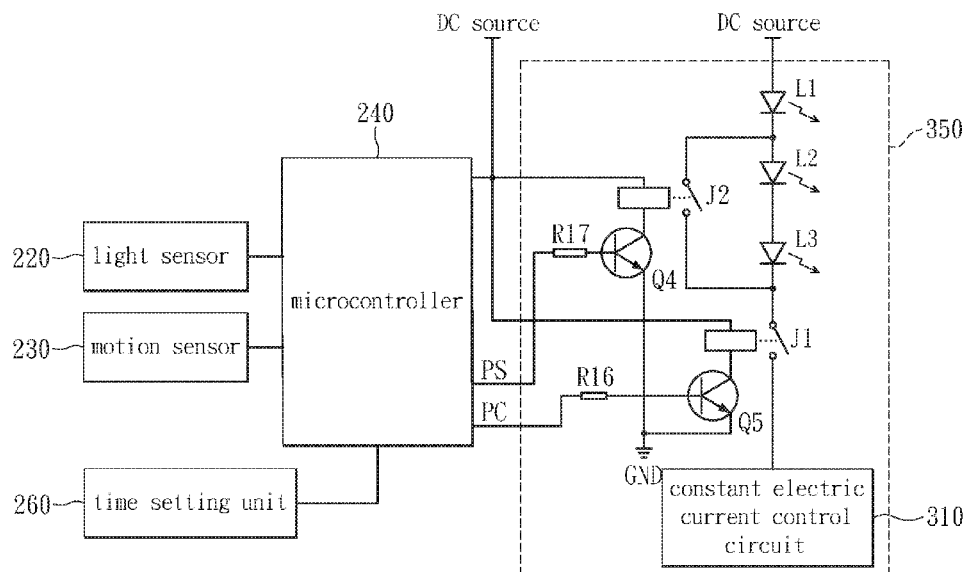 DC source
DC source
L1
240
350
L2
J2
R17
220
light sensor
L3
Q4
microcontroller
230
motion sensor
J1
PS
R16
PC
Q5
GND
260
time setting unit
constant electric
current control
circuit
310